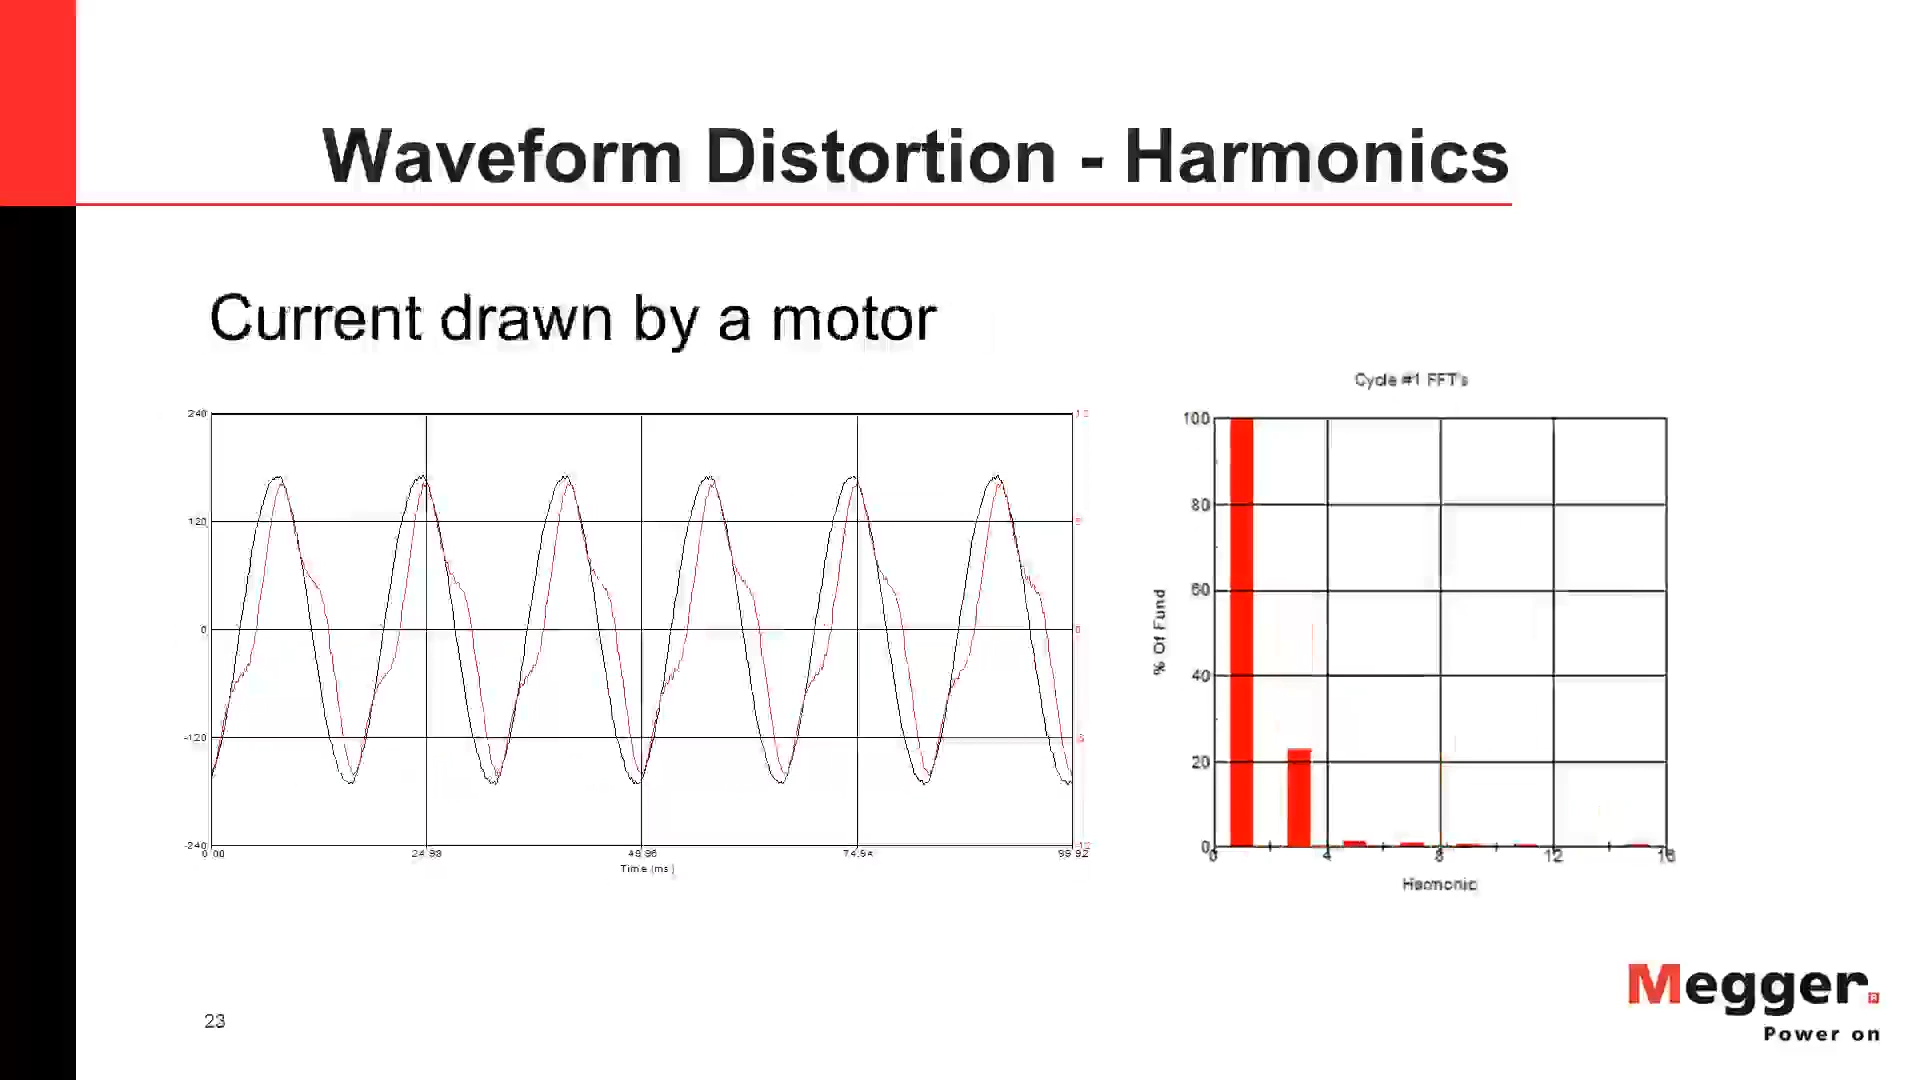 Waveform Distortion - Harmonics
Current drawn by a motor
Cycle #1 FFT's
240
120
0
-120
-240
0.00
24.98
49.96
74.94
99.92
Time (ms)
0
100
80
60
40
20
0
% Of Fund
0
4
8
12
16
Harmonic
Megger.
Power on
23